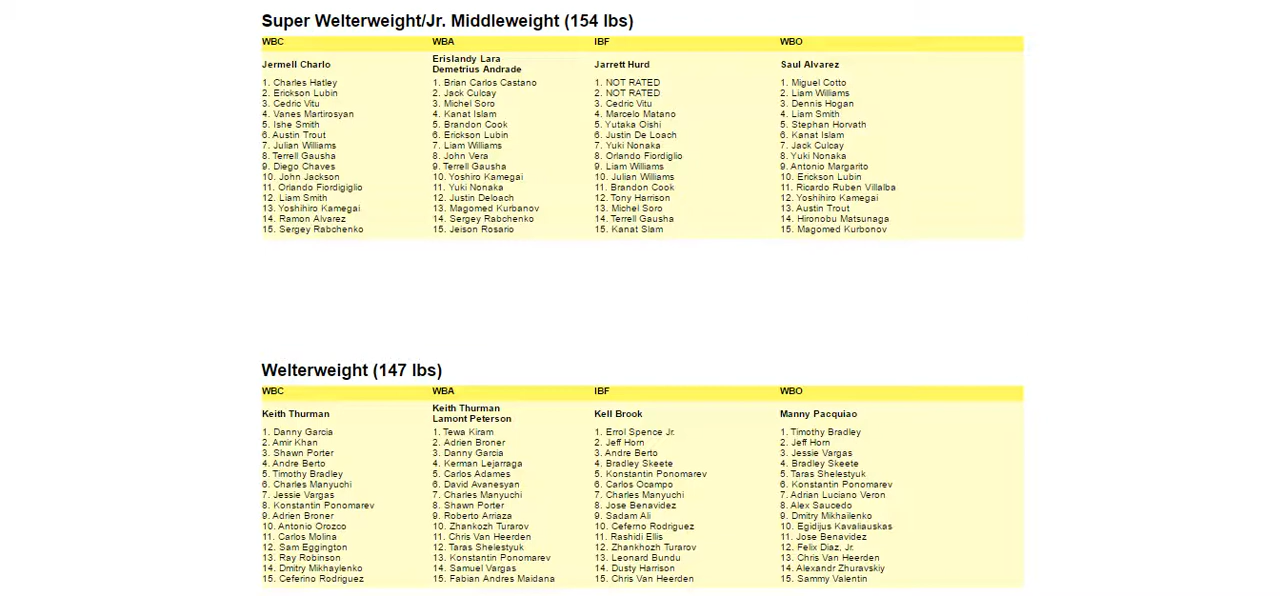 Super Welterweight/Jr. Middleweight (154 lbs)
WBC WBA IBF WBO
Jermell Charlo Erislandy Lara Demetrius Andrade Jarrett Hurd Saul Alvarez
1. Charles Hatley 1. Brian Carlos Castano 1. NOT RATED 1. Miguel Cotto
2. Erickson Lubin 2. Jack Culcay 2. NOT RATED 2. Liam Williams
3. Cedric Vitu 3. Michel Soro 3. Cedric Vitu 3. Dennis Hogan
4. Vanes Martirosyan 4. Kanat Islam 4. Marcelo Matano 4. Liam Smith
5. Ishe Smith 5. Brandon Cook 5. Yutaka Oishi 5. Stephan Horvath
6. Austin Trout 6. Erickson Lubin 6. Justin De Loach 6. Kanat Islam
7. Julian Williams 7. Liam Williams 7. Yuki Nonaka 7. Jack Culcay
8. Terrell Gausha 8. John Vera 8. Orlando Fiordiglio 8. Yuki Nonaka
9. Diego Chaves 9. Terrell Gausha 9. Liam Williams 9. Antonio Margarito
10. John Jackson 10. Yoshiro Kamegai 10. Julian Williams 10. Erickson Lubin
11. Orlando Fiordigiglio 11. Yuki Nonaka 11. Brandon Cook 11. Ricardo Ruben Villalba
12. Liam Smith 12. Justin Deloach 12. Tony Harrison 12. Yoshihiro Kamegai
13. Yoshihiro Kamegai 13. Magomed Kurbanov 13. Michel Soro 13. Austin Trout
14. Ramon Alvarez 14. Sergey Rabchenko 14. Terrell Gausha 14. Hironobu Matsunaga
15. Sergey Rabchenko 15. Jeison Rosario 15. Kanat Slam 15. Magomed Kurbonov
Welterweight (147 lbs)
WBC WBA IBF WBO
Keith Thurman Keith Thurman Lamont Peterson Kell Brook Manny Pacquiao
1. Danny Garcia 1. Tewa Kiram 1. Errol Spence Jr. 1. Timothy Bradley
2. Amir Khan 2. Adrien Broner 2. Jeff Horn 2. Jeff Horn
3. Shawn Porter 3. Danny Garcia 3. Andre Berto 3. Jessie Vargas
4. Andre Berto 4. Kerman Lejarraga 4. Bradley Skeete 4. Bradley Skeete
5. Timothy Bradley 5. Carlos Adames 5. Konstantin Ponomarev 5. Taras Shelestyuk
6. Charles Manyuchi 6. David Avanesyan 6. Carlos Ocampo 6. Konstantin Ponomarev
7. Jessie Vargas 7. Charles Manyuchi 7. Charles Manyuchi 7. Adrian Luciano Veron
8. Konstantin Ponomarev 8. Shawn Porter 8. Jose Benavidez 8. Alex Saucedo
9. Adrien Broner 9. Roberto Arriaza 9. Sadam Ali 9. Dmitry Mikhailenko
10. Antonio Orozco 10. Zhankozh Turarov 10. Ceferno Rodriguez 10. Egidijus Kavaliauskas
11. Carlos Molina 11. Chris Van Heerden 11. Rashidi Ellis 11. Jose Benavidez
12. Sam Eggington 12. Taras Shelestyuk 12. Zhankhozh Turarov 12. Felix Diaz, Jr.
13. Ray Robinson 13. Konstantin Ponomarev 13. Leonard Bundu 13. Chris Van Heerden
14. Dmitry Mikhaylenko 14. Samuel Vargas 14. Dusty Harrison 14. Alexandr Zhuravskiy
15. Ceferino Rodriguez 15. Fabian Andres Maidana 15. Chris Van Heerden 15. Sammy Valentin